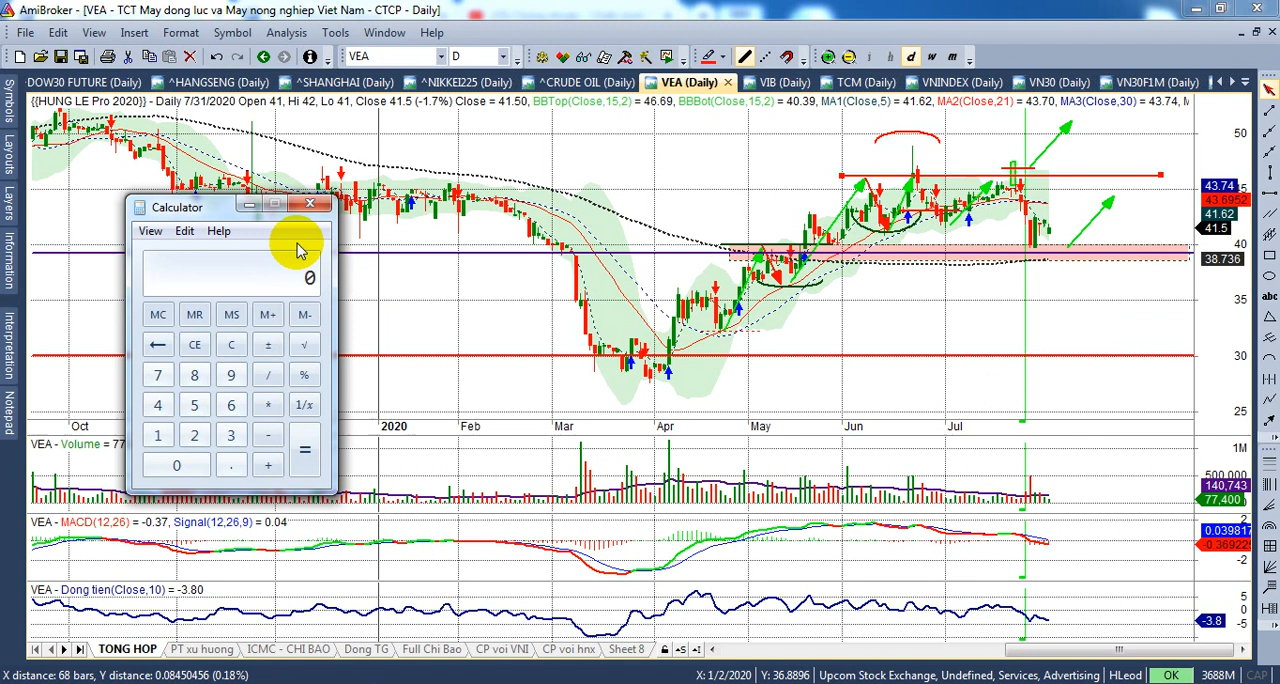 AmiBroker - [VEA - TCT May dong luc va May nong nghiep Viet Nam - CTCP - Daily]
File Edit View Insert Format Symbol Analysis Tools Window Help
VEA D i h d w m
DOW30 FUTURE (Daily) ^HANGSENG (Daily) ^SHANGHAI (Daily) ^NIKKEI225 (Daily) ^CRUDE OIL (Daily) VEA (Daily) VIB (Daily) TCM (Daily) VNINDEX (Daily) VN30 (Daily) VN30F1M (Daily)
{{HUNG LE Pro 2020}} - Daily 7/31/2020 Open 41, Hi 42, Lo 41, Close 41.5 (-1.7%) Close = 41.50, BBTop(Close,15,2) = 46.69, BBBot(Close,15,2) = 40.39, MA1(Close,5) = 41.62, MA2(Close,21) = 43.70, MA3(Close,30) = 43.74, M
Symbols
Layouts
Layers
Information
Interpretation
Notepad
50
45
43.74
43.6952
41.62
41.5
40
38.736
35
30
25
Calculator
View Edit Help
0
MC MR MS M+ M-
← CE C ± √
7 8 9 / %
4 5 6 * 1/x
1 2 3 - =
0 . +
Oct 2020 Feb Mar Apr May Jun Jul
VEA - Volume = 77
1M
500,000
140,743
77,400
VEA - MACD(12,26) = -0.37, Signal(12,26,9) = 0.04
2
0.039817
-0.369225
-2
VEA - Dong tien(Close,10) = -3.80
5
0
-3.8
-5
TONG HOP PT xu huong ICMC - CHI BAO Dong TG Full Chi Bao CP voi VNI CP voi hnx Sheet 8
X distance: 68 bars, Y distance: 0.08450456 (0.18%) X: 1/2/2020 Y: 36.8896 Upcom Stock Exchange, Undefined, Services, Advertising HLeod OK 3688M CAP
abc